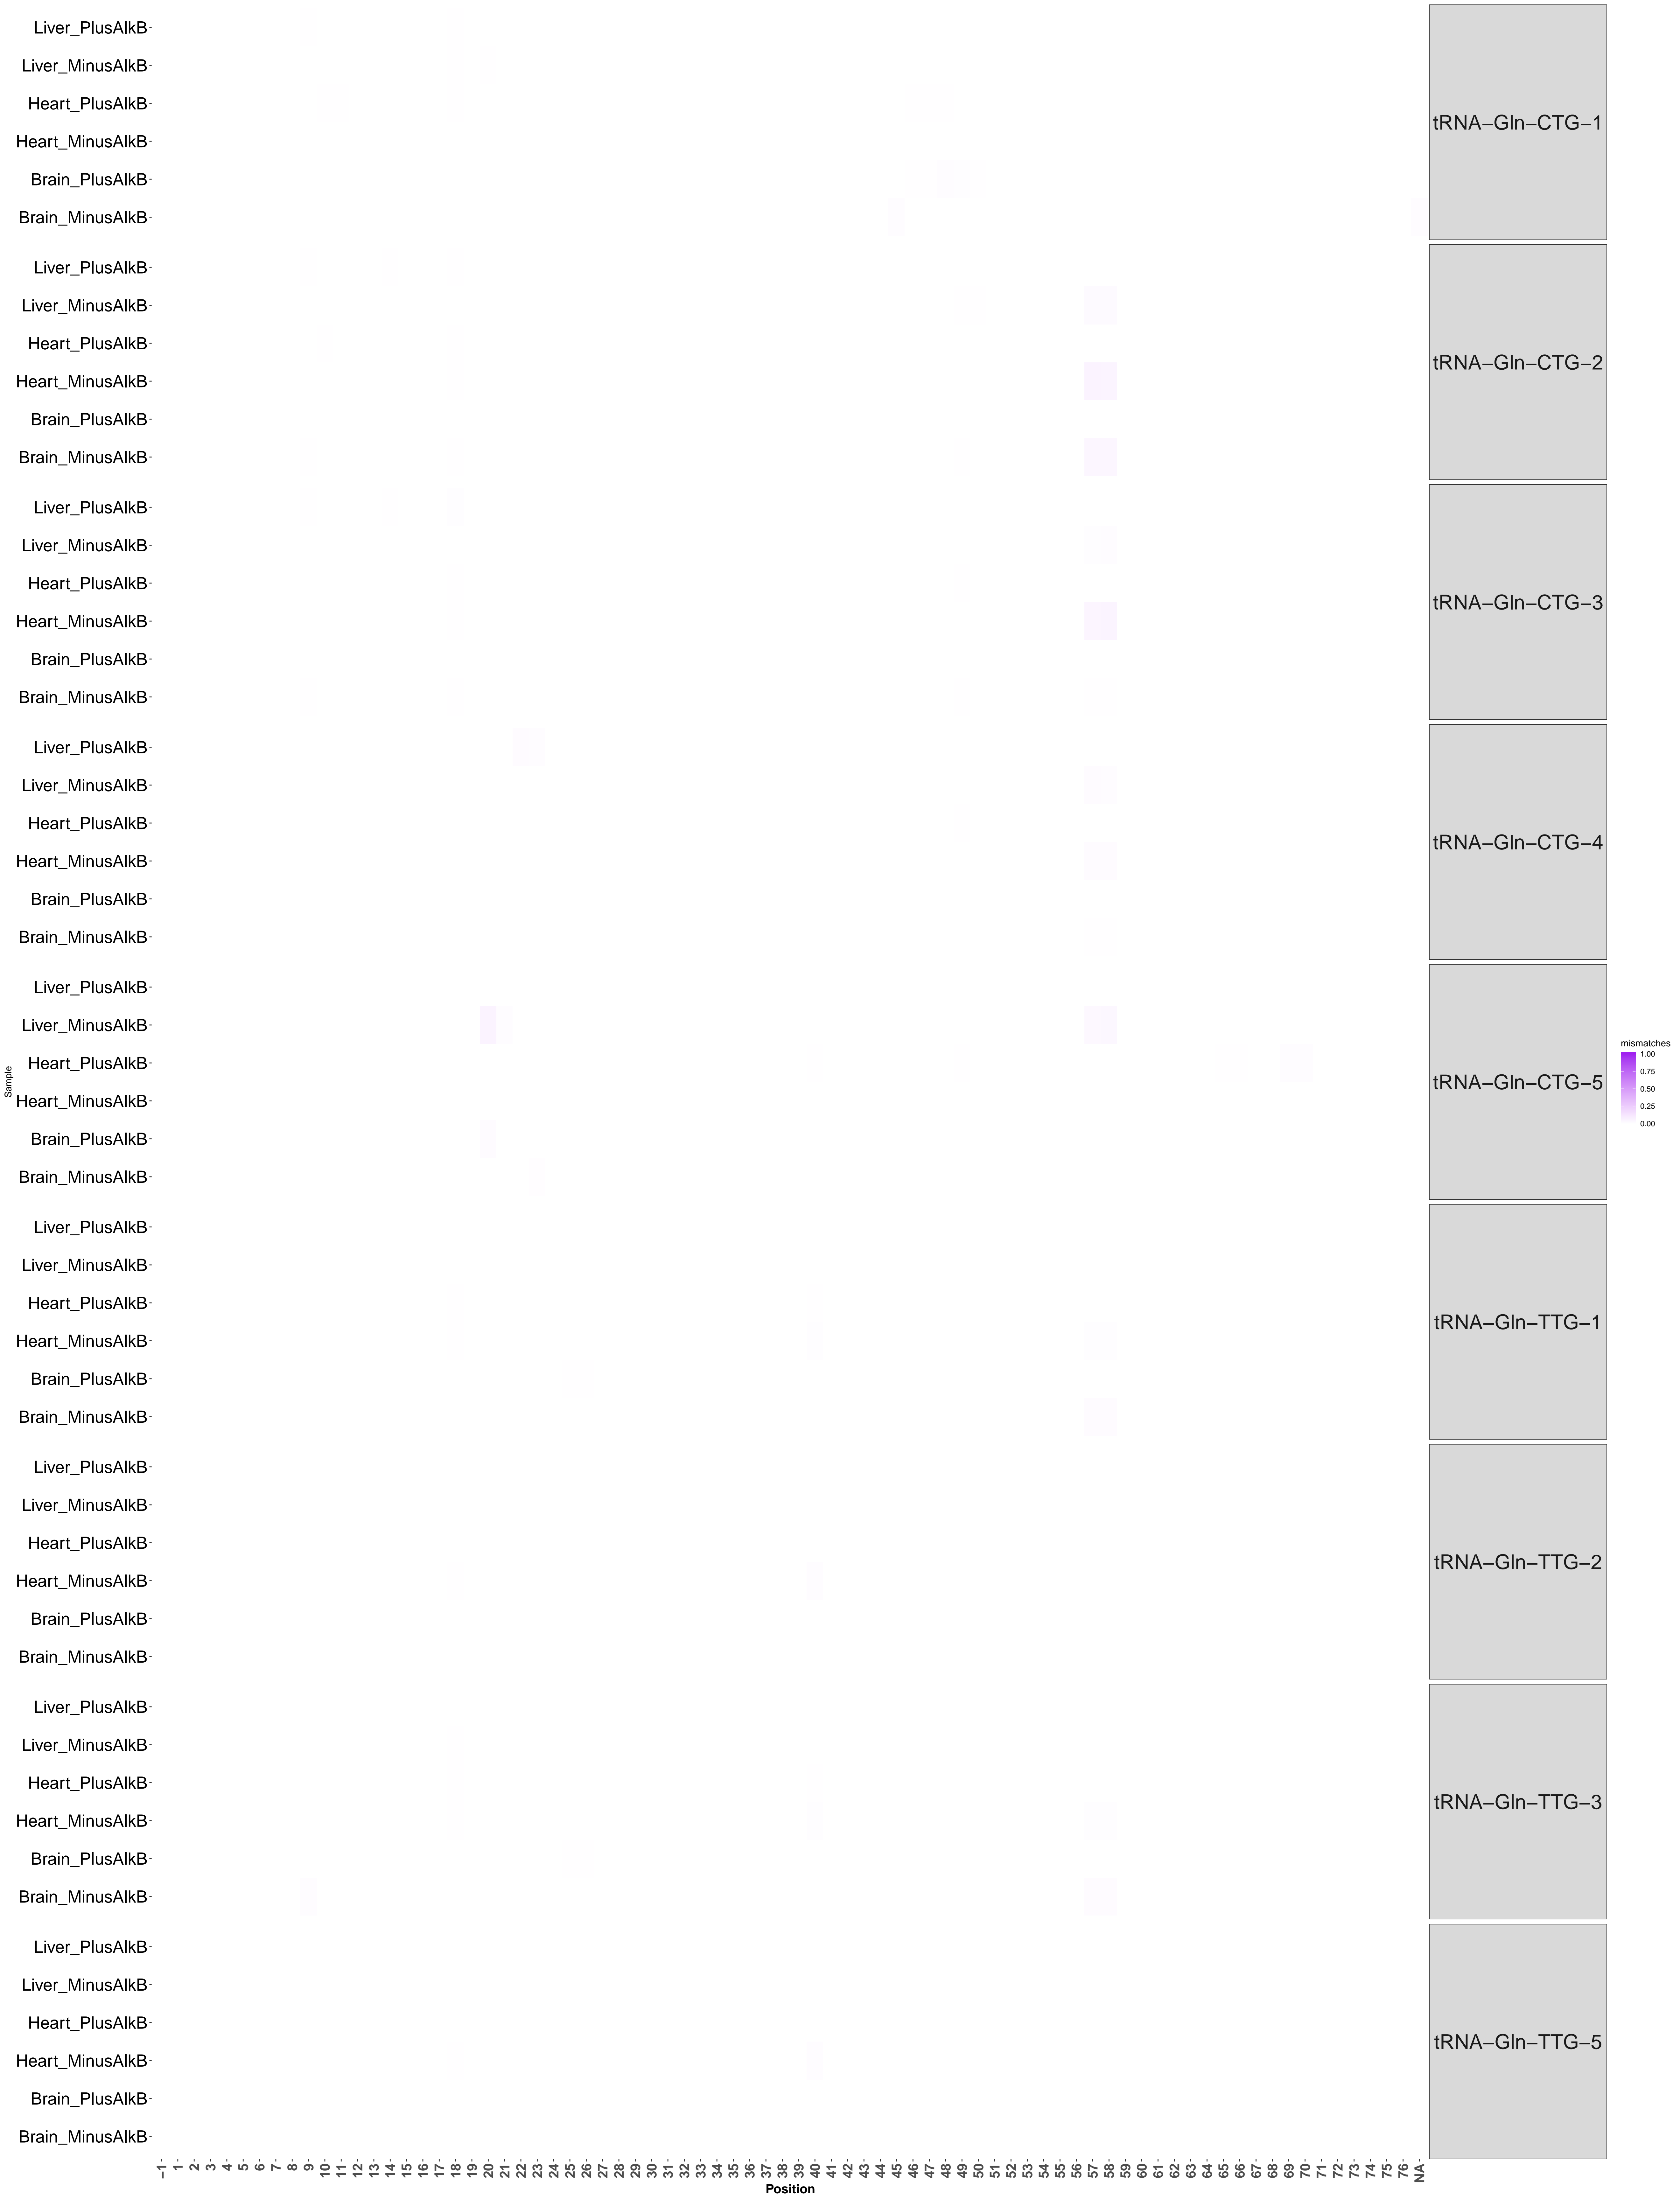 Liver_PlusAlkB
Liver_MinusAlkB
Heart_PlusAlkB
Heart_MinusAlkB
Brain_PlusAlkB
Brain_MinusAlkB
tRNA–Gln–CTG–1
Liver_PlusAlkB
Liver_MinusAlkB
Heart_PlusAlkB
Heart_MinusAlkB
Brain_PlusAlkB
Brain_MinusAlkB
tRNA–Gln–CTG–2
Liver_PlusAlkB
Liver_MinusAlkB
Heart_PlusAlkB
Heart_MinusAlkB
Brain_PlusAlkB
Brain_MinusAlkB
tRNA–Gln–CTG–3
Liver_PlusAlkB
Liver_MinusAlkB
Heart_PlusAlkB
Heart_MinusAlkB
Brain_PlusAlkB
Brain_MinusAlkB
tRNA–Gln–CTG–4
Liver_PlusAlkB
Liver_MinusAlkB
Heart_PlusAlkB
Heart_MinusAlkB
Brain_PlusAlkB
Brain_MinusAlkB
tRNA–Gln–CTG–5
Liver_PlusAlkB
Liver_MinusAlkB
Heart_PlusAlkB
Heart_MinusAlkB
Brain_PlusAlkB
Brain_MinusAlkB
tRNA–Gln–TTG–1
Liver_PlusAlkB
Liver_MinusAlkB
Heart_PlusAlkB
Heart_MinusAlkB
Brain_PlusAlkB
Brain_MinusAlkB
tRNA–Gln–TTG–2
Liver_PlusAlkB
Liver_MinusAlkB
Heart_PlusAlkB
Heart_MinusAlkB
Brain_PlusAlkB
Brain_MinusAlkB
tRNA–Gln–TTG–3
Liver_PlusAlkB
Liver_MinusAlkB
Heart_PlusAlkB
Heart_MinusAlkB
Brain_PlusAlkB
Brain_MinusAlkB
tRNA–Gln–TTG–5
Sample
–1 1 2 3 4 5 6 7 8 9 10 11 12 13 14 15 16 17 18 19 20 21 22 23 24 25 26 27 28 29 30 31 32 33 34 35 36 37 38 39 40 41 42 43 44 45 46 47 48 49 50 51 52 53 54 55 56 57 58 59 60 61 62 63 64 65 66 67 68 69 70 71 72 73 74 75 76 NA
Position
mismatches
1.00
0.75
0.50
0.25
0.00